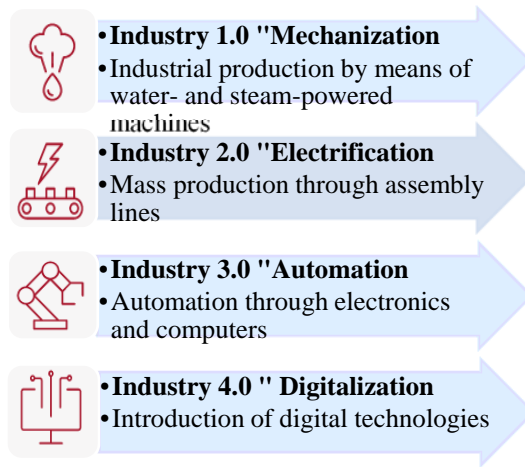 •Industry 1.0 "Mechanization
•Industrial production by means of
water- and steam-powered
machines
•Industry 2.0 "Electrification
•Mass production through assembly
lines
•Industry 3.0 "Automation
•Automation through electronics
and computers
•Industry 4.0 " Digitalization
•Introduction of digital technologies